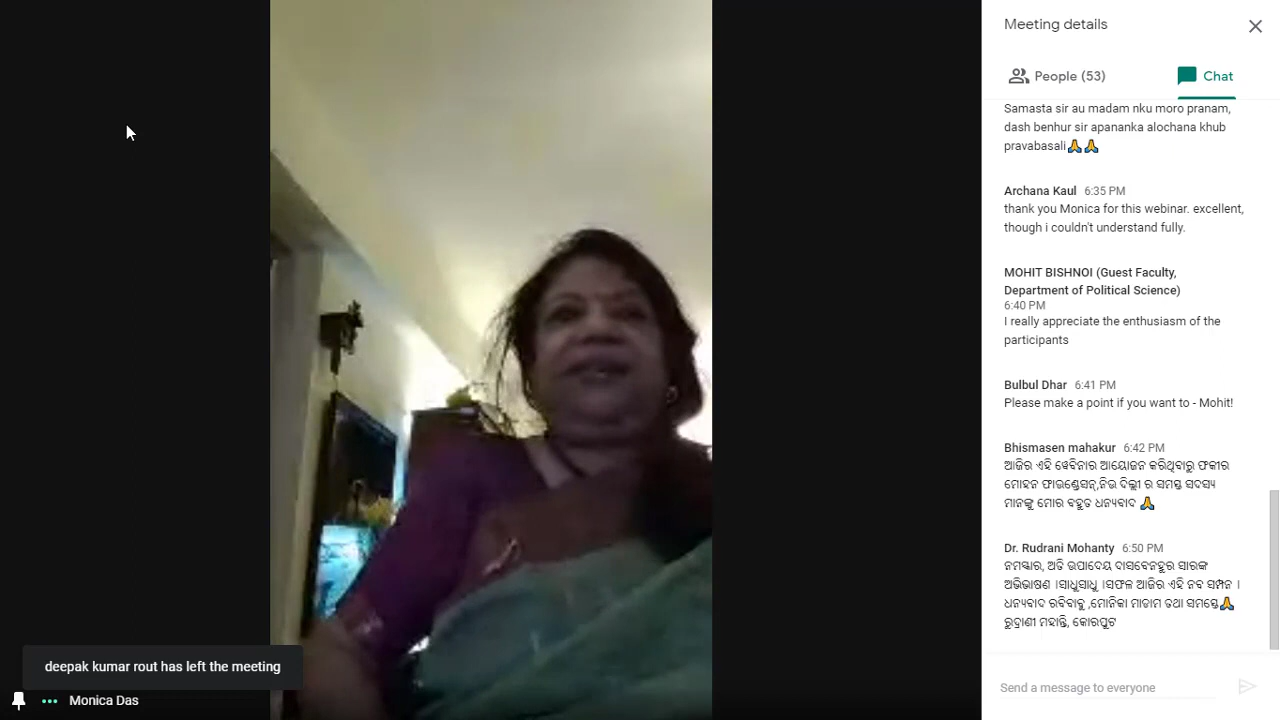 Meeting details
People (53)
Chat
Samasta sir au madam nku moro pranam,
dash benhur sir apananka alochana khub
pravabasali🙏🙏
Archana Kaul 6:35 PM
thank you Monica for this webinar. excellent,
though i couldn't understand fully.
MOHIT BISHNOI (Guest Faculty,
Department of Political Science)
6:40 PM
I really appreciate the enthusiasm of the
participants
Bulbul Dhar 6:41 PM
Please make a point if you want to - Mohit!
Bhismasen mahakur 6:42 PM
ଆଜିର ଏହି ୱେବିନାର ଆୟୋଜନ କରିଥିବାରୁ ଫକୀର
ମୋହନ ଫାଉଣ୍ଡେସନ୍,ନିଉ ଦିଲ୍ଲୀ ର ସମସ୍ତ ସଦସ୍ୟ
ମାନଙ୍କୁ ମୋର ବହୁତ ଧନ୍ୟବାଦ 🙏
Dr. Rudrani Mohanty 6:50 PM
ନମସ୍କାର, ଅତି ଉପାଦେୟ ଦାସବେନହୁର ସାରଙ୍କ
ଅଭିଭାଷଣ ।ସାଧୁସାଧୁ ।ସଫଳ ଆଜିର ଏହି ନବ ସମ୍ପନ ।
ଧନ୍ୟବାଦ ରବିବାବୁ ,ମୋନିକା ମାଡାମ ତଥା ସମସ୍ତେ🙏
ରୁଦ୍ରାଣୀ ମହାନ୍ତି, କୋରାପୁଟ
Send a message to everyone
deepak kumar rout has left the meeting
Monica Das